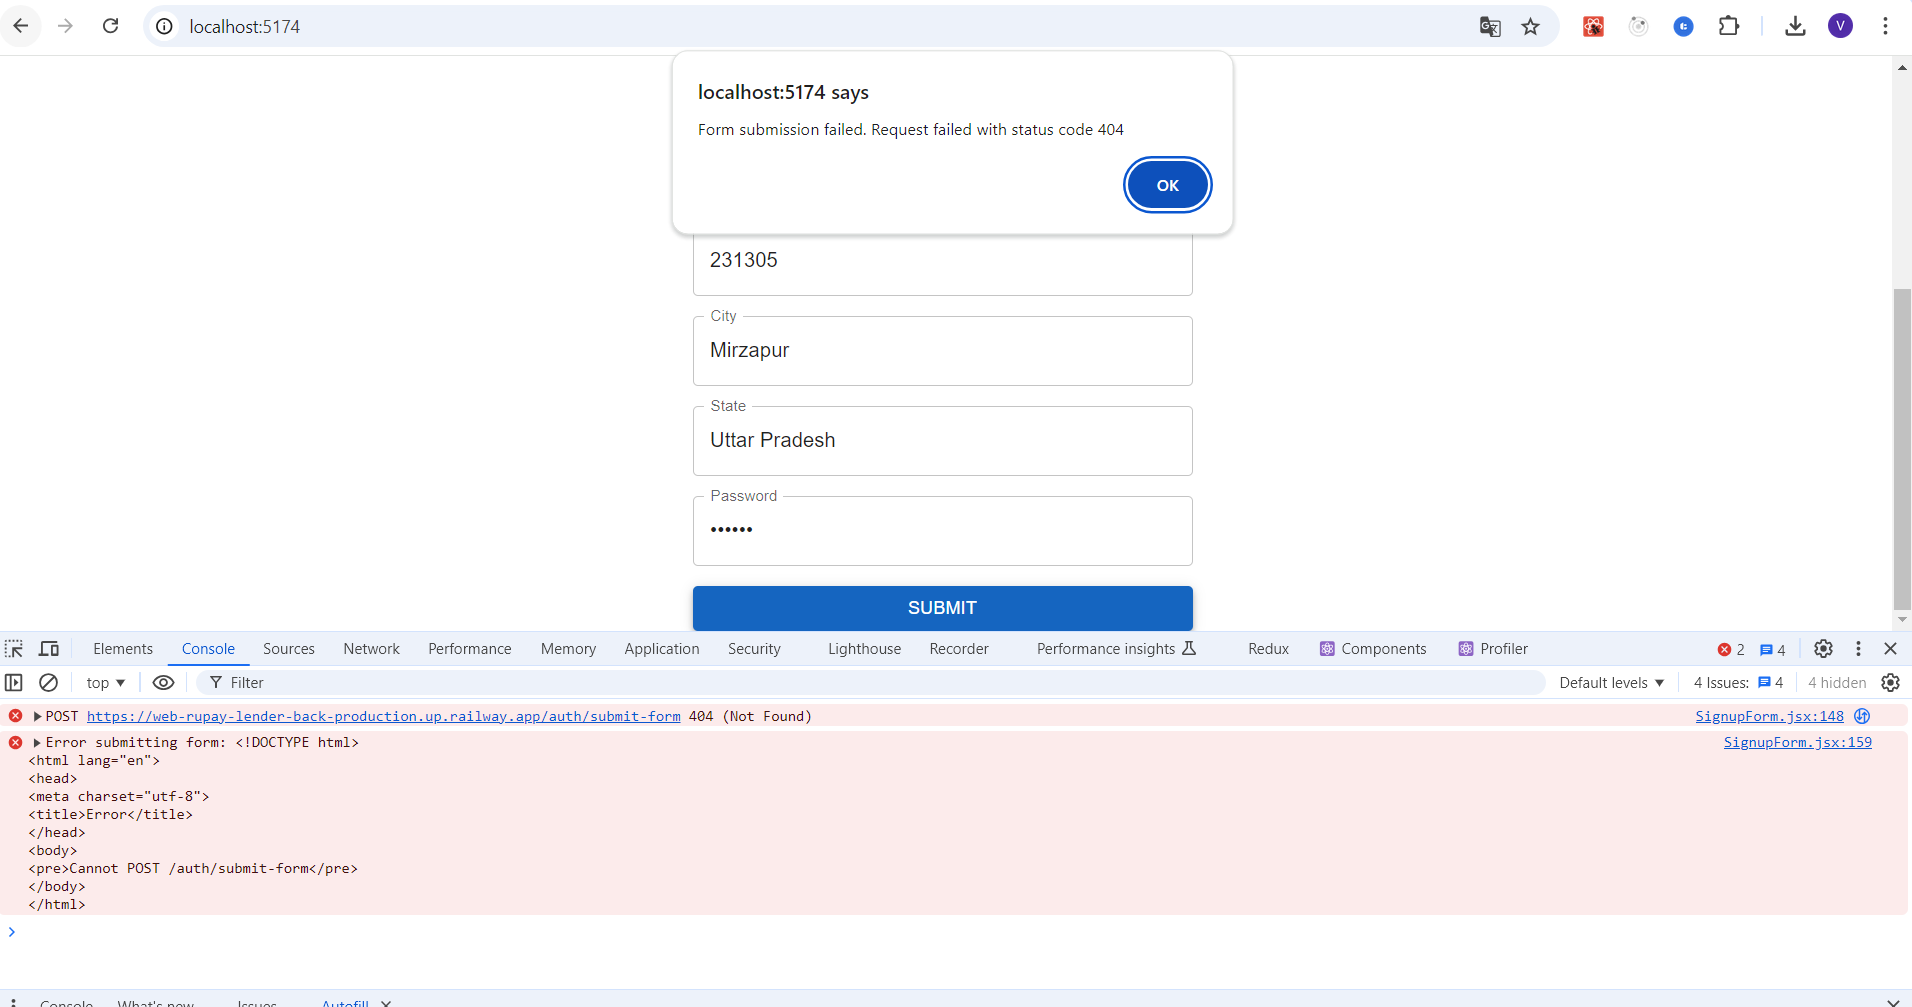 localhost:5174
V
localhost:5174 says
Form submission failed. Request failed with status code 404
OK
231305
City
Mirzapur
State
Uttar Pradesh
Password
••••••
SUBMIT
Elements Console Sources Network Performance Memory Application Security Lighthouse Recorder Performance insights Redux Components Profiler 2 4
top Filter Default levels 4 Issues: 4 4 hidden
POST https://web-rupay-lender-back-production.up.railway.app/auth/submit-form 404 (Not Found) SignupForm.jsx:148
Error submitting form: <!DOCTYPE html> SignupForm.jsx:159
<html lang="en">
<head>
<meta charset="utf-8">
<title>Error</title>
</head>
<body>
<pre>Cannot POST /auth/submit-form</pre>
</body>
</html>
Console What's new Issues Autofill